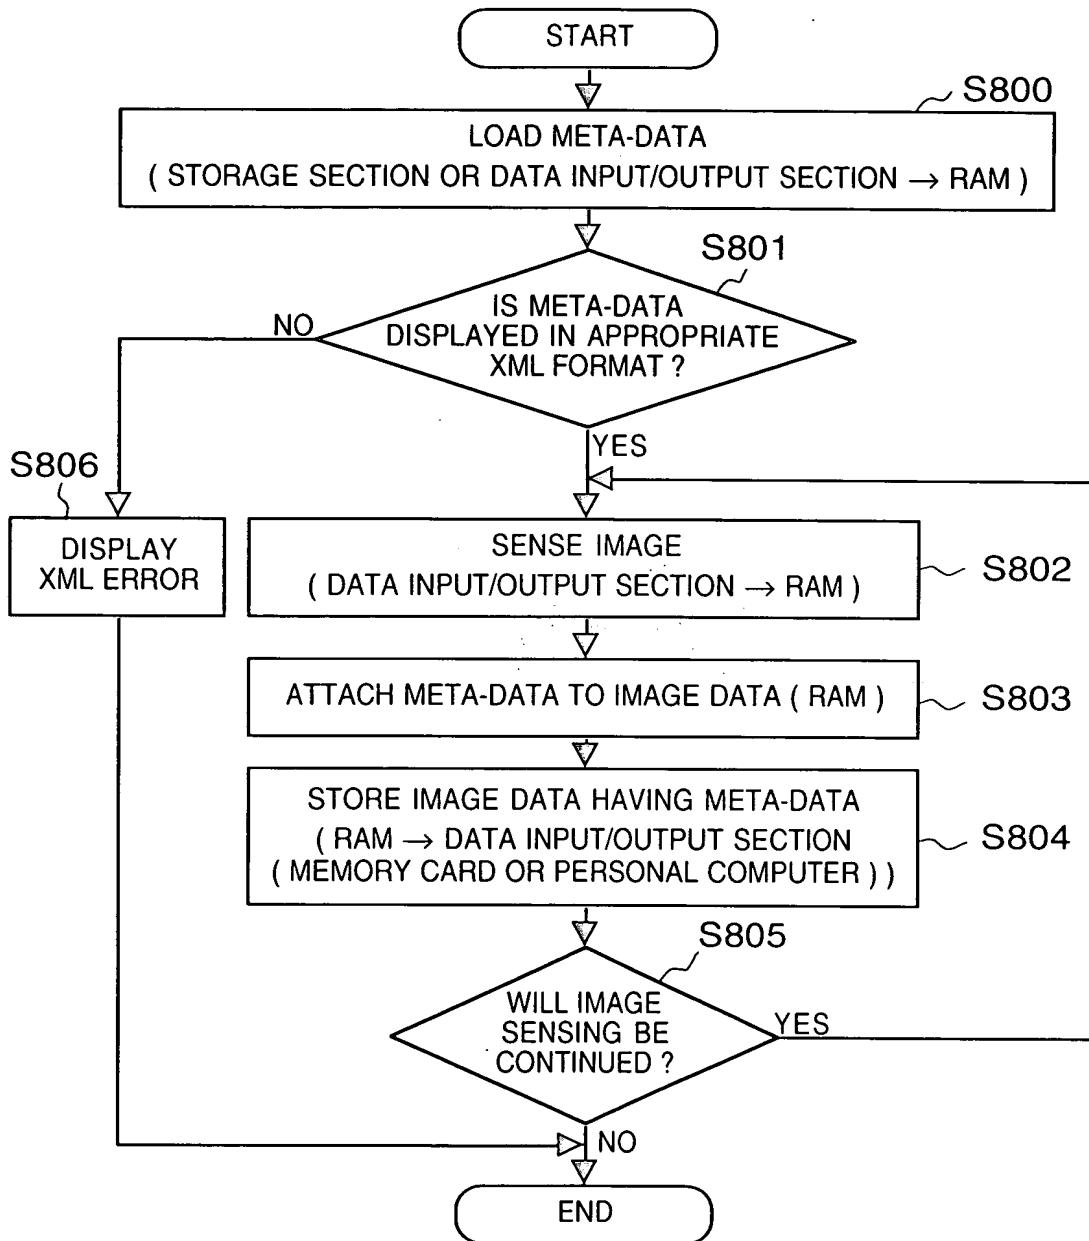 START
S800
LOAD META-DATA
( STORAGE SECTION OR DATA INPUT/OUTPUT SECTION → RAM )
S801
IS META-DATA
DISPLAYED IN APPROPRIATE
XML FORMAT ?
NO
YES
S806
DISPLAY
XML ERROR
SENSE IMAGE
( DATA INPUT/OUTPUT SECTION → RAM )
S802
ATTACH META-DATA TO IMAGE DATA ( RAM )
S803
STORE IMAGE DATA HAVING META-DATA
( RAM → DATA INPUT/OUTPUT SECTION
( MEMORY CARD OR PERSONAL COMPUTER ) )
S804
S805
WILL IMAGE
SENSING BE
CONTINUED ?
YES
NO
END